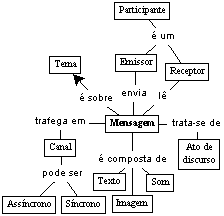 Participante
é um
Tema
Emissor
Receptor
é sobre
envia
lê
trafega em
Mensagem
trata-se de
Canal
é composta de
Ato de
discurso
pode ser
Texto
Som
Assíncrono
Síncrono
Imagem